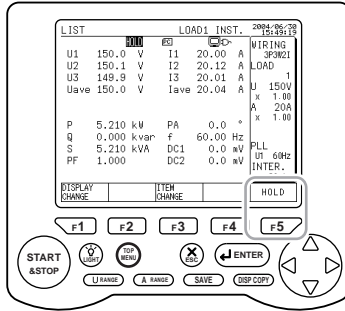 LIST LOAD1 INST. 2004/06/30
HOLD PC 15:49:19
U1 150.0 V I1 20.00 A
U2 150.1 V I2 20.12 A
U3 149.9 V I3 20.01 A
Uave 150.0 V Iave 20.04 A
P 5.210 kW PA 0.0 °
Q 0.000 kvar f 60.00 Hz
S 5.210 kVA DC1 0.0 mV
PF 1.000 DC2 0.0 mV
WIRING
3P3W2I
LOAD
1
U 150V
x 1.00
A 20A
x 1.00
PLL
U1 60Hz
INTER.
DISPLAY CHANGE
ITEM CHANGE
HOLD
F1 F2 F3 F4 F5
START &STOP
LIGHT
TOP MENU
ESC
ENTER
U RANGE
A RANGE
SAVE
DISP COPY